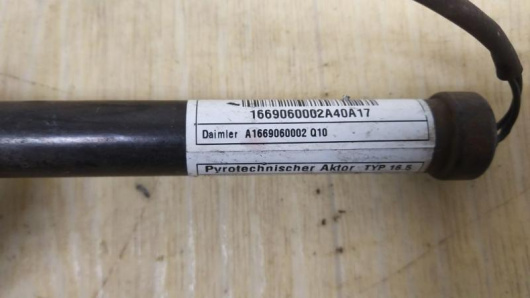 1669060002A40A17
Daimler A1669060002 Q10
Pyrotechnischer Aktor TYP 16.5